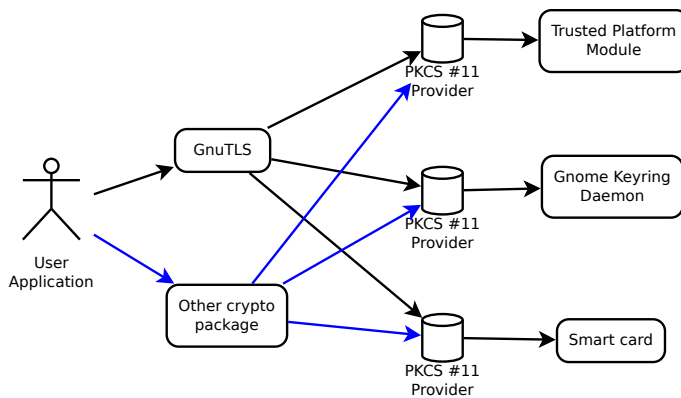 Trusted Platform
Module
PKCS #11
Provider
GnuTLS
Gnome Keyring
Daemon
PKCS #11
Provider
User
Application
Other crypto
package
Smart card
PKCS #11
Provider